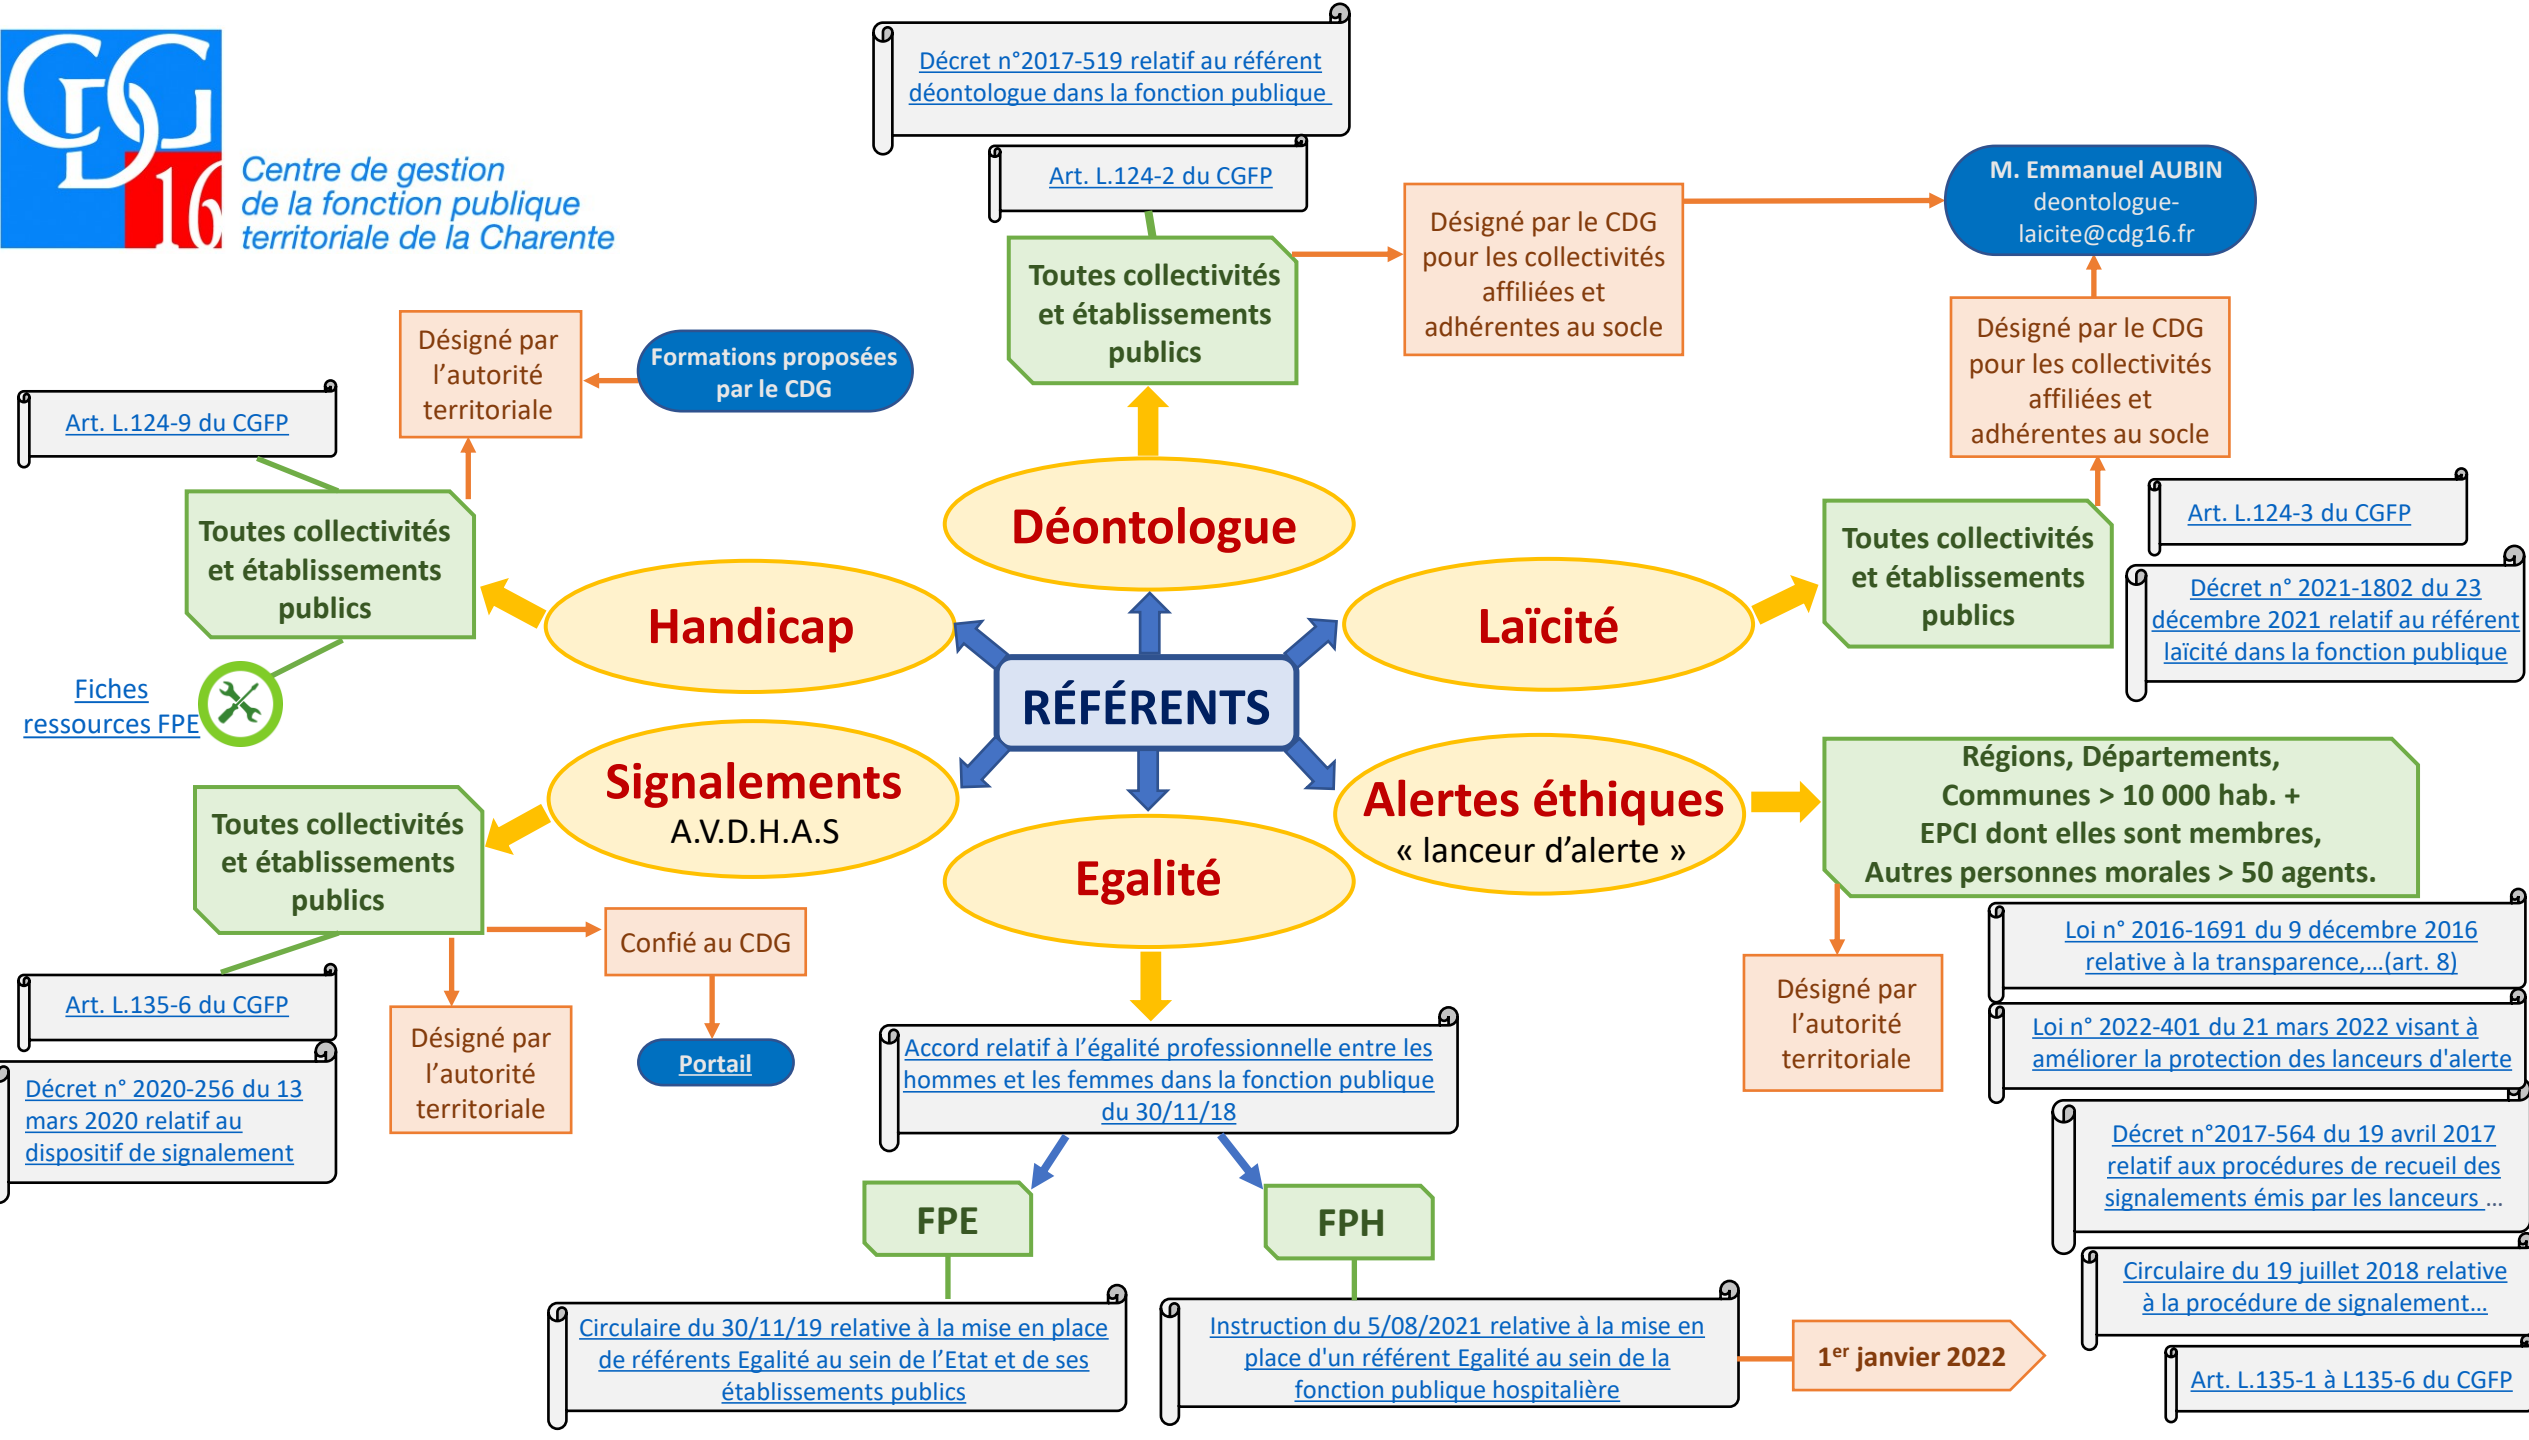 CDG
16
Centre de gestion
de la fonction publique
territoriale de la Charente
Décret n°2017-519 relatif au référent
déontologue dans la fonction publique
Art. L.124-2 du CGFP
Toutes collectivités
et établissements
publics
Désigné par le CDG
pour les collectivités
affiliées et
adhérentes au socle
M. Emmanuel AUBIN
deontologue-
laicite@cdg16.fr
Désigné par le CDG
pour les collectivités
affiliées et
adhérentes au socle
Désigné par
l'autorité
territoriale
Formations proposées
par le CDG
Art. L.124-9 du CGFP
Toutes collectivités
et établissements
publics
Fiches
ressources FPE
Déontologue
Handicap
Laïcité
RÉFÉRENTS
Toutes collectivités
et établissements
publics
Art. L.124-3 du CGFP
Décret n° 2021-1802 du 23
décembre 2021 relatif au référent
laïcité dans la fonction publique
Signalements
A.V.D.H.A.S
Alertes éthiques
« lanceur d'alerte »
Egalité
Régions, Départements,
Communes > 10 000 hab. +
EPCI dont elles sont membres,
Autres personnes morales > 50 agents.
Toutes collectivités
et établissements
publics
Confié au CDG
Portail
Désigné par
l'autorité
territoriale
Art. L.135-6 du CGFP
Décret n° 2020-256 du 13
mars 2020 relatif au
dispositif de signalement
Désigné par
l'autorité
territoriale
Loi n° 2016-1691 du 9 décembre 2016
relative à la transparence,...(art. 8)
Loi n° 2022-401 du 21 mars 2022 visant à
améliorer la protection des lanceurs d'alerte
Décret n°2017-564 du 19 avril 2017
relatif aux procédures de recueil des
signalements émis par les lanceurs ...
Circulaire du 19 juillet 2018 relative
à la procédure de signalement...
Art. L.135-1 à L135-6 du CGFP
Accord relatif à l'égalité professionnelle entre les
hommes et les femmes dans la fonction publique
du 30/11/18
FPE
FPH
Circulaire du 30/11/19 relative à la mise en place
de référents Egalité au sein de l'Etat et de ses
établissements publics
Instruction du 5/08/2021 relative à la mise en
place d'un référent Egalité au sein de la
fonction publique hospitalière
1er janvier 2022